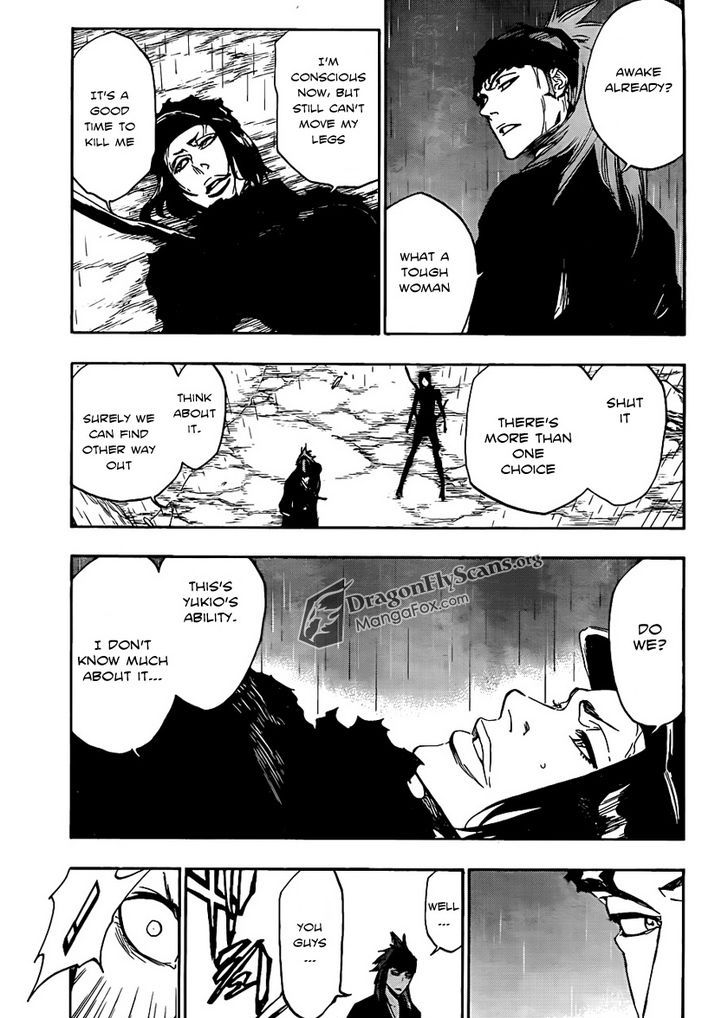 AWAKE
ALREADY?
WHAT A
TOUGH
WOMAN
I'M
CONSCIOUS
NOW, BUT
STILL CAN'T
MOVE MY
LEGS
IT'S A
GOOD
TIME TO
KILL ME
SHUT
IT
THERE'S
MORE THAN
ONE
CHOICE
THINK
ABOUT
IT.
SURELY WE
CAN FIND
OTHER WAY
OUT
DO
WE?
THIS'S
YUKIO'S
ABILITY.
I DON'T
KNOW MUCH
ABOUT IT...
DragonFlyScans.org
MangaFox.com
WELL
...
YOU
GUYS
...